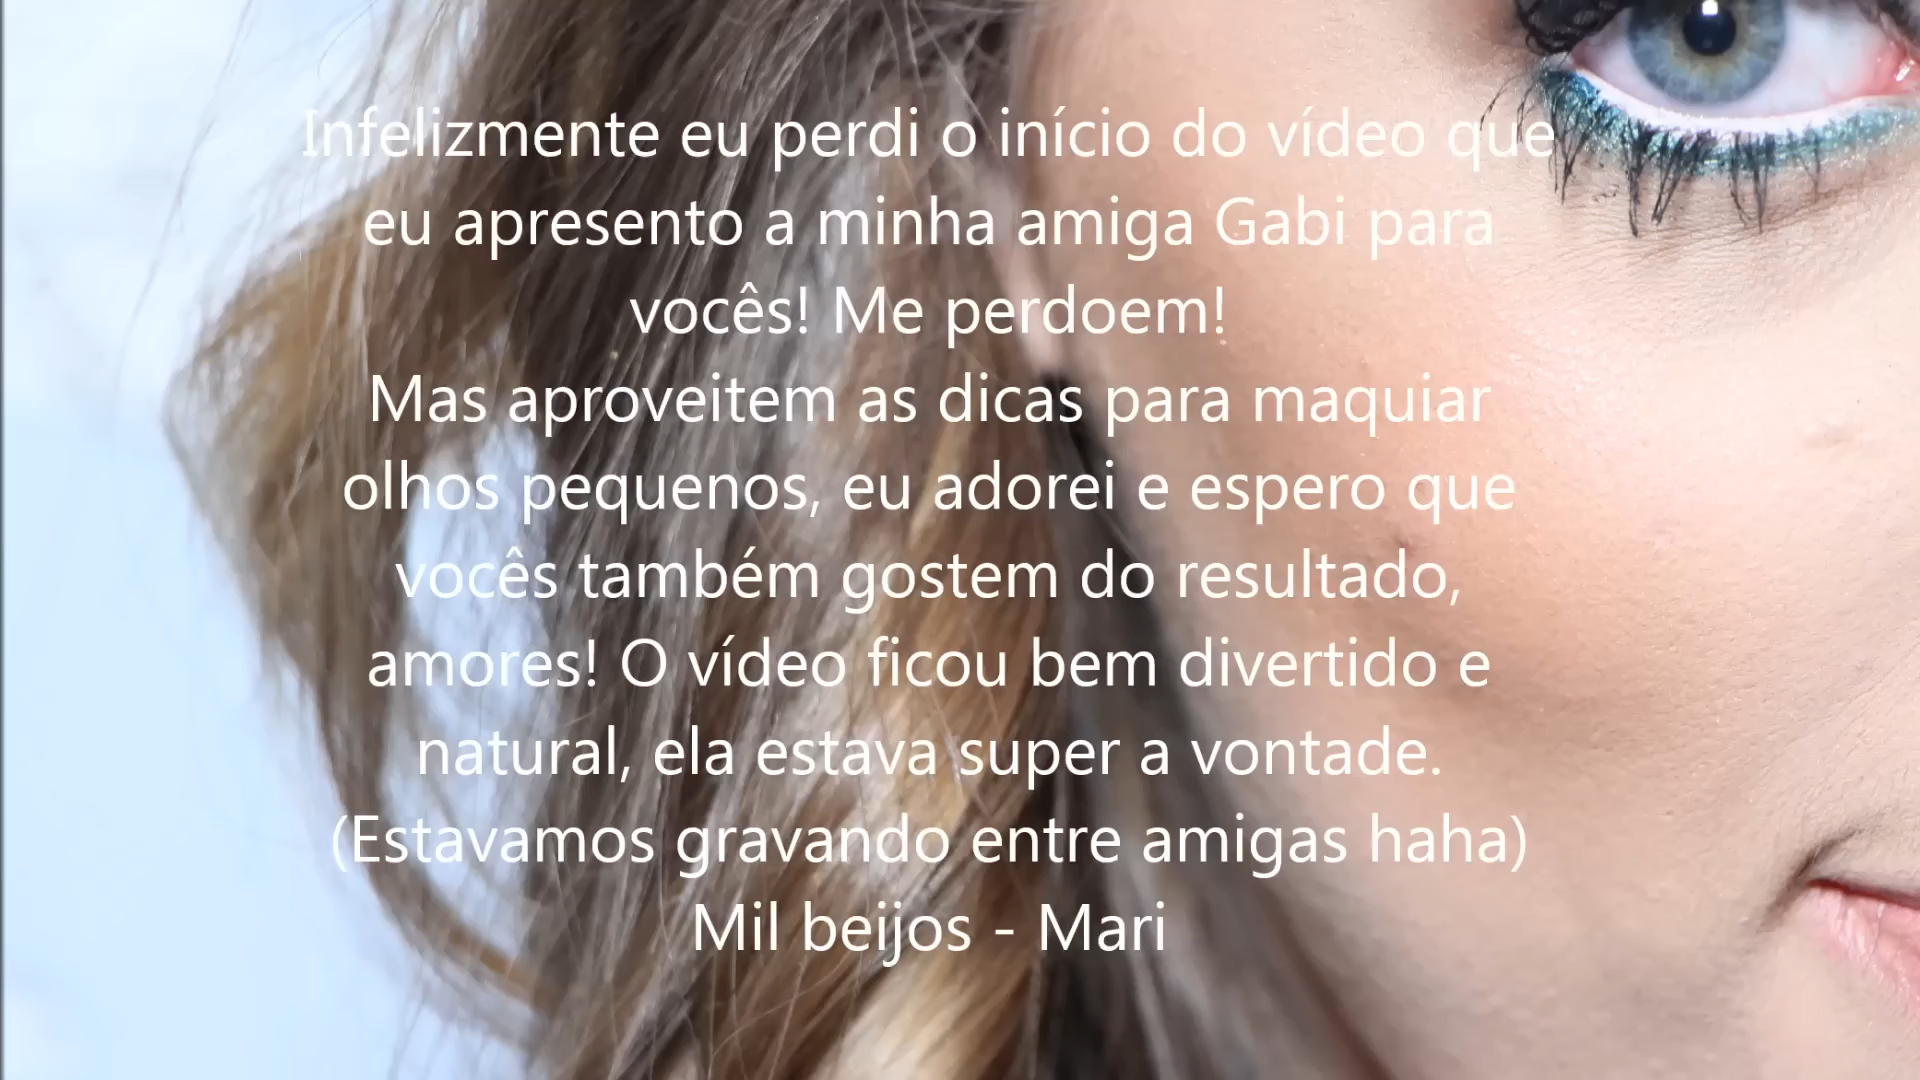 Infelizmente eu perdi o início do vídeo que
eu apresento a minha amiga Gabi para
vocês! Me perdoem!
Mas aproveitem as dicas para maquiar
olhos pequenos, eu adorei e espero que
vocês também gostem do resultado,
amores! O vídeo ficou bem divertido e
natural, ela estava super a vontade.
(Estavamos gravando entre amigas haha)
Mil beijos - Mari